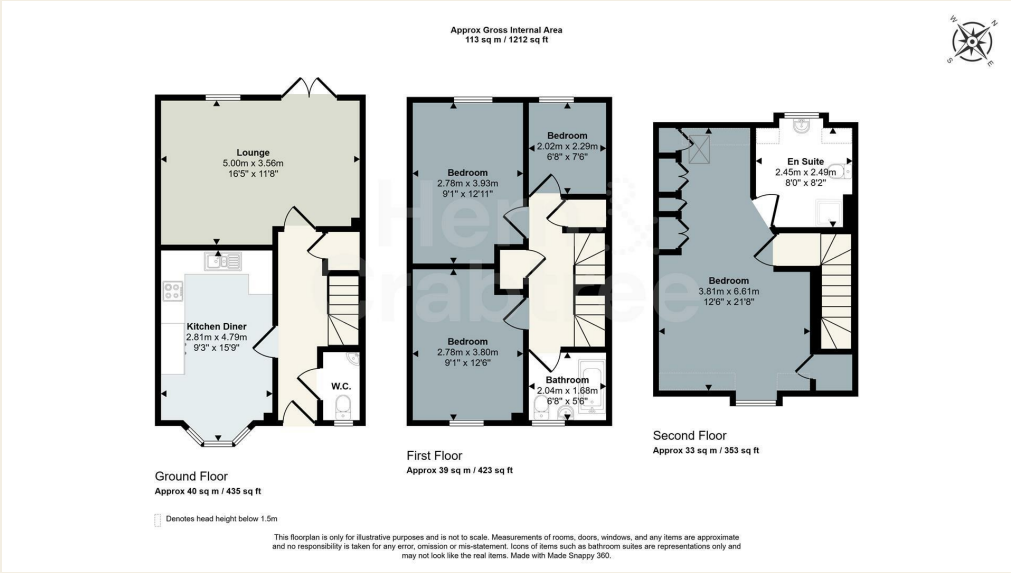 Approx Gross Internal Area
113 sq m / 1212 sq ft
W
N
S
E
Lounge
5.00m x 3.56m
16'5" x 11'8"
Kitchen Diner
2.81m x 4.79m
9'3" x 15'9"
W.C.
Ground Floor
Approx 40 sq m / 435 sq ft
Bedroom
2.78m x 3.93m
9'1" x 12'11"
Bedroom
2.02m x 2.29m
6'8" x 7'6"
Bedroom
2.78m x 3.80m
9'1" x 12'6"
Bathroom
2.04m x 1.68m
6'8" x 5'6"
First Floor
Approx 39 sq m / 423 sq ft
En Suite
2.45m x 2.49m
8'0" x 8'2"
Bedroom
3.81m x 6.61m
12'6" x 21'8"
Second Floor
Approx 33 sq m / 353 sq ft
Denotes head height below 1.5m
This floorplan is only for illustrative purposes and is not to scale. Measurements of rooms, doors, windows, and any items are approximate
and no responsibility is taken for any error, omission or mis-statement. Icons of items such as bathroom suites are representations only and
may not look like the real items. Made with Made Snappy 360.
Crabtree